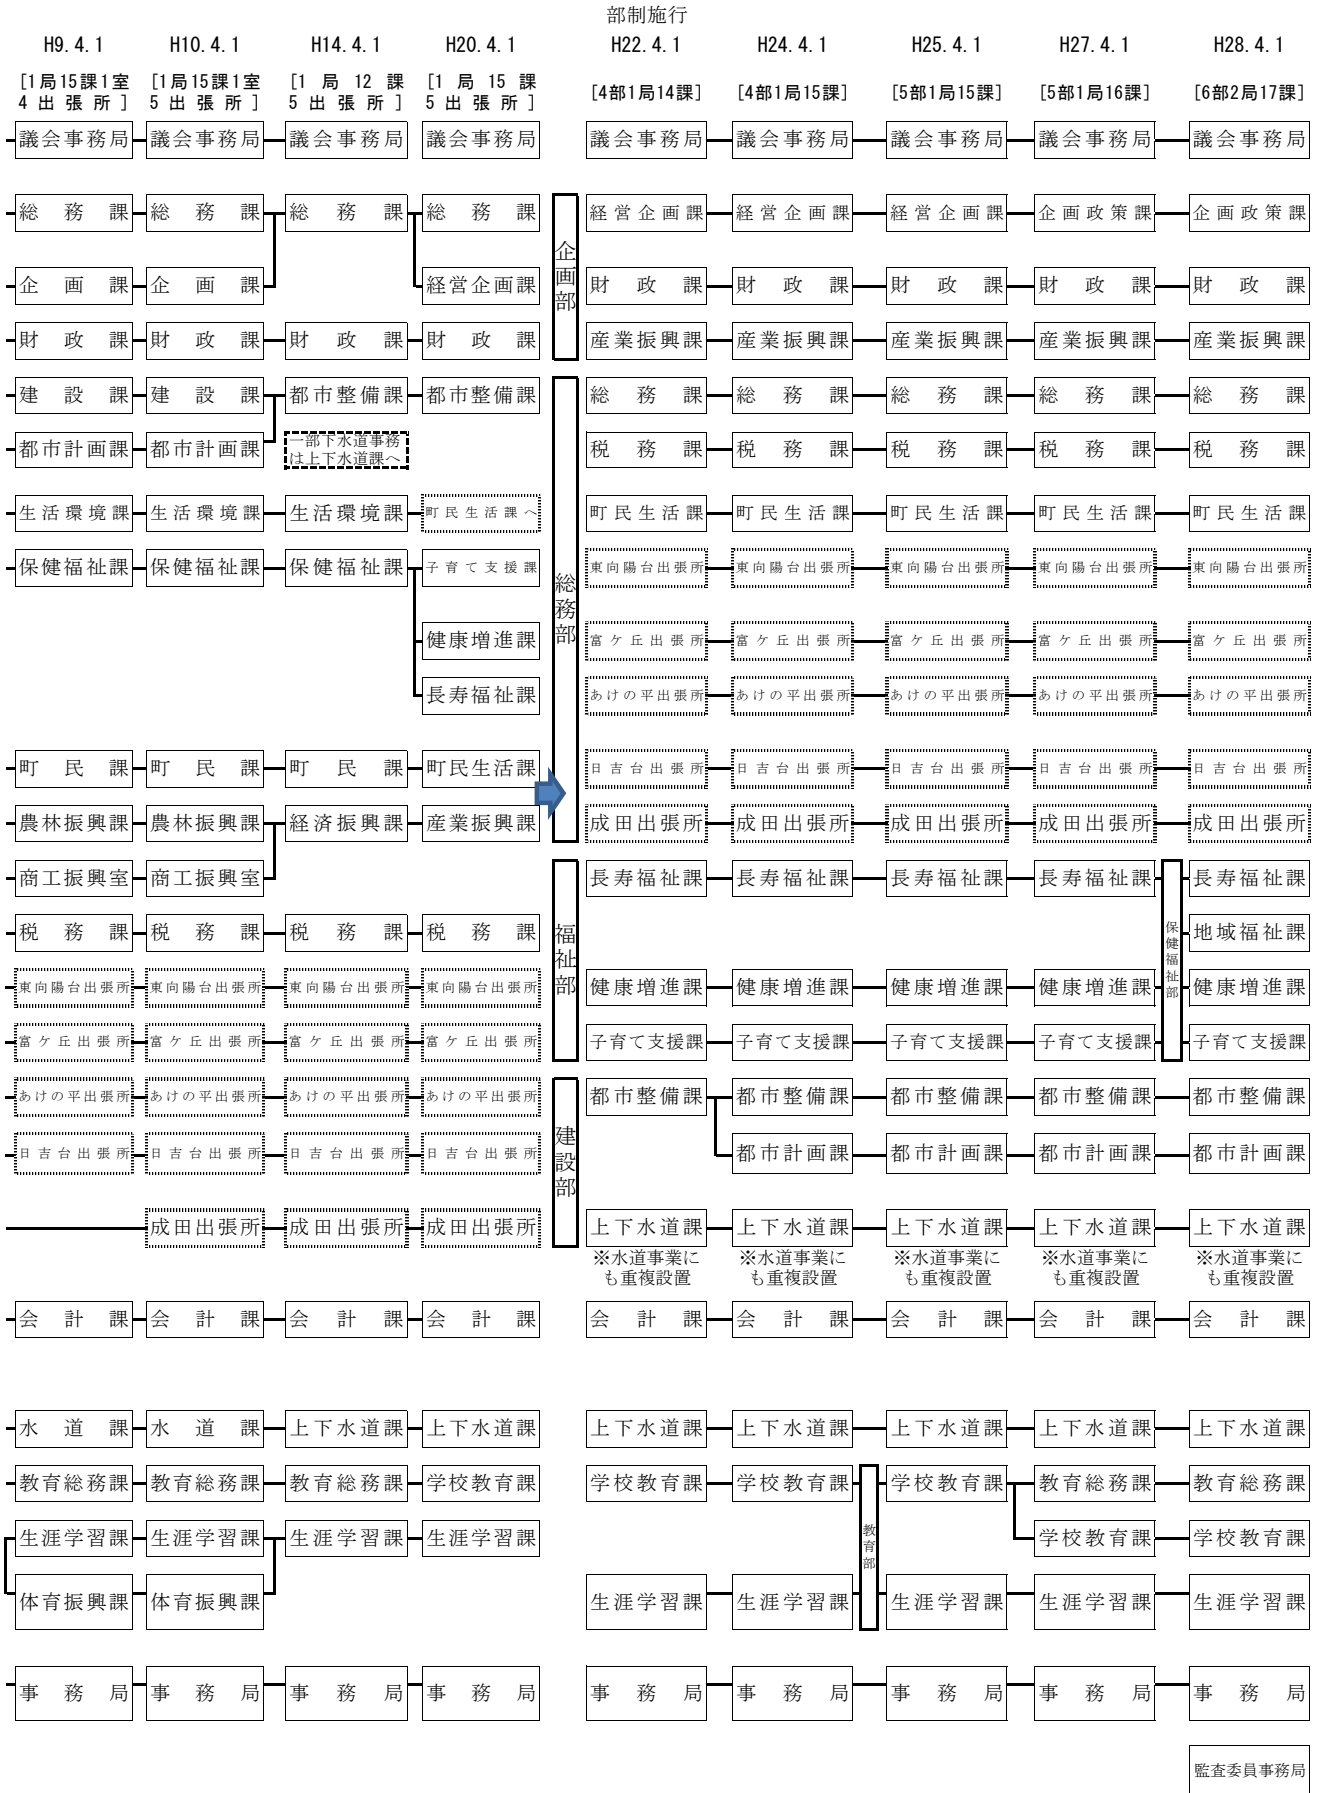 部制施行
H9.4.1 H10.4.1 H14.4.1 H20.4.1 H22.4.1 H24.4.1 H25.4.1 H27.4.1 H28.4.1
[1局15課1室 [1局15課1室 [1局12課 [1局15課
4出張所] 5出張所] 5出張所] 5出張所]
[4部1局14課] [4部1局15課] [5部1局15課] [5部1局16課] [6部2局17課]
議会事務局 議会事務局 議会事務局 議会事務局 議会事務局 議会事務局 議会事務局 議会事務局 議会事務局
企画部
総務課 総務課 総務課 総務課 経営企画課 経営企画課 経営企画課 企画政策課 企画政策課
企画課 企画課 経営企画課 財政課 財政課 財政課 財政課 財政課
財政課 財政課 財政課 財政課 産業振興課 産業振興課 産業振興課 産業振興課 産業振興課
総務部
建設課 建設課 都市整備課 都市整備課 総務課 総務課 総務課 総務課 総務課
都市計画課 都市計画課 一部下水道事務
は上下水道課へ
税務課 税務課 税務課 税務課 税務課
生活環境課 生活環境課 生活環境課 町民生活課へ 町民生活課 町民生活課 町民生活課 町民生活課 町民生活課
保健福祉課 保健福祉課 保健福祉課 子育て支援課 東向陽台出張所 東向陽台出張所 東向陽台出張所 東向陽台出張所 東向陽台出張所
健康増進課 富ケ丘出張所 富ケ丘出張所 富ケ丘出張所 富ケ丘出張所 富ケ丘出張所
長寿福祉課 あけの平出張所 あけの平出張所 あけの平出張所 あけの平出張所 あけの平出張所
町民課 町民課 町民課 町民生活課 日吉台出張所 日吉台出張所 日吉台出張所 日吉台出張所 日吉台出張所
農林振興課 農林振興課 経済振興課 産業振興課 成田出張所 成田出張所 成田出張所 成田出張所 成田出張所
福祉部
保健福祉部
商工振興室 商工振興室 長寿福祉課 長寿福祉課 長寿福祉課 長寿福祉課 長寿福祉課
税務課 税務課 税務課 税務課 地域福祉課
東向陽台出張所 東向陽台出張所 東向陽台出張所 東向陽台出張所 健康増進課 健康増進課 健康増進課 健康増進課 健康増進課
富ケ丘出張所 富ケ丘出張所 富ケ丘出張所 富ケ丘出張所 子育て支援課 子育て支援課 子育て支援課 子育て支援課 子育て支援課
建設部
あけの平出張所 あけの平出張所 あけの平出張所 あけの平出張所 都市整備課 都市整備課 都市整備課 都市整備課 都市整備課
日吉台出張所 日吉台出張所 日吉台出張所 日吉台出張所 都市計画課 都市計画課 都市計画課 都市計画課
成田出張所 成田出張所 成田出張所 上下水道課 上下水道課 上下水道課 上下水道課 上下水道課
※水道事業に ※水道事業に ※水道事業に ※水道事業に ※水道事業に
も重複設置 も重複設置 も重複設置 も重複設置 も重複設置
会計課 会計課 会計課 会計課 会計課 会計課 会計課 会計課 会計課
水道課 水道課 上下水道課 上下水道課 上下水道課 上下水道課 上下水道課 上下水道課 上下水道課
教育部
教育総務課 教育総務課 教育総務課 学校教育課 学校教育課 学校教育課 学校教育課 教育総務課 教育総務課
生涯学習課 生涯学習課 生涯学習課 生涯学習課 学校教育課 学校教育課
体育振興課 体育振興課 生涯学習課 生涯学習課 生涯学習課 生涯学習課 生涯学習課
事務局 事務局 事務局 事務局 事務局 事務局 事務局 事務局 事務局
監査委員事務局